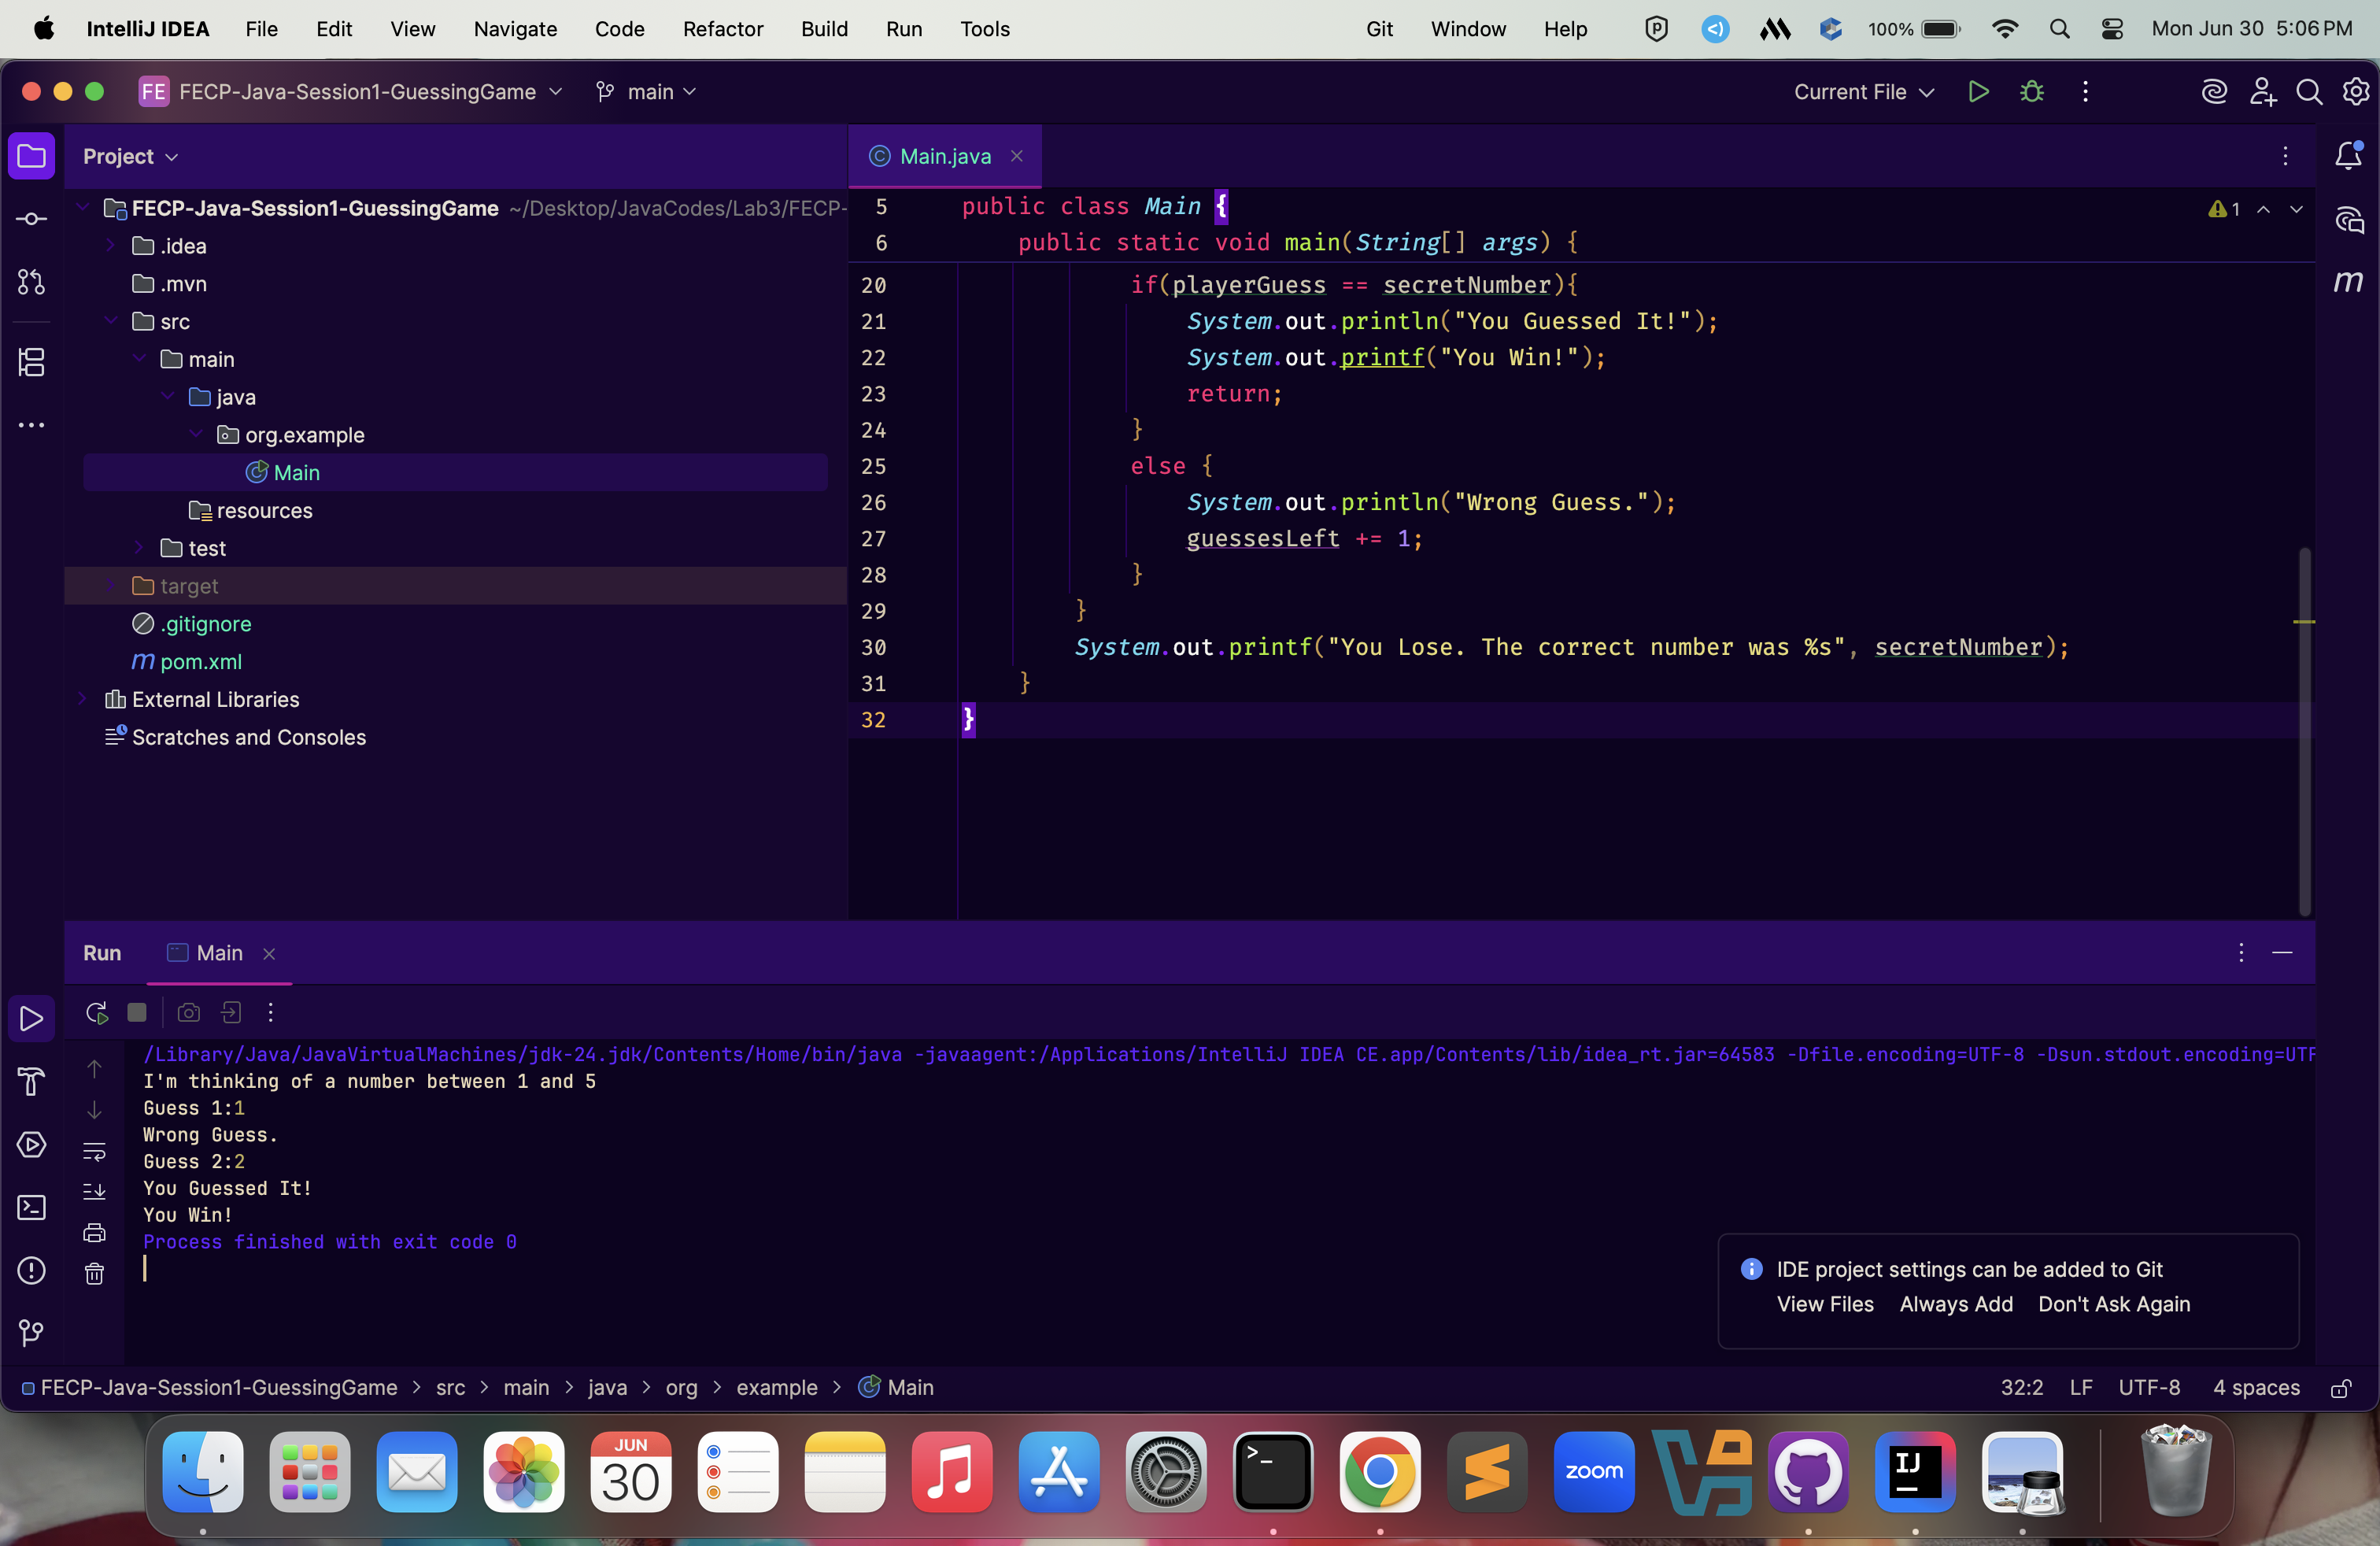 IntelliJ IDEA File Edit View Navigate Code Refactor Build Run Tools Git Window Help 100% Mon Jun 30 5:06 PM
FE FECP-Java-Session1-GuessingGame main Current File
Project
FECP-Java-Session1-GuessingGame ~/Desktop/JavaCodes/Lab3/FECP-
.idea
.mvn
src
main
java
org.example
Main
resources
test
target
.gitignore
m pom.xml
External Libraries
Scratches and Consoles
Main.java
1
m
5 public class Main {
6 public static void main(String[] args) {
20 if(playerGuess == secretNumber){
21 System.out.println("You Guessed It!");
22 System.out.printf("You Win!");
23 return;
24 }
25 else {
26 System.out.println("Wrong Guess.");
27 guessesLeft += 1;
28 }
29 }
30 System.out.printf("You Lose. The correct number was %s", secretNumber);
31 }
32 }
Run Main
/Library/Java/JavaVirtualMachines/jdk-24.jdk/Contents/Home/bin/java -javaagent:/Applications/IntelliJ IDEA CE.app/Contents/lib/idea_rt.jar=64583 -Dfile.encoding=UTF-8 -Dsun.stdout.encoding=UTF
I'm thinking of a number between 1 and 5
Guess 1:1
Wrong Guess.
Guess 2:2
You Guessed It!
You Win!
Process finished with exit code 0
IDE project settings can be added to Git
View Files Always Add Don't Ask Again
FECP-Java-Session1-GuessingGame > src > main > java > org > example > Main 32:2 LF UTF-8 4 spaces
JUN
30
zoom
IJ